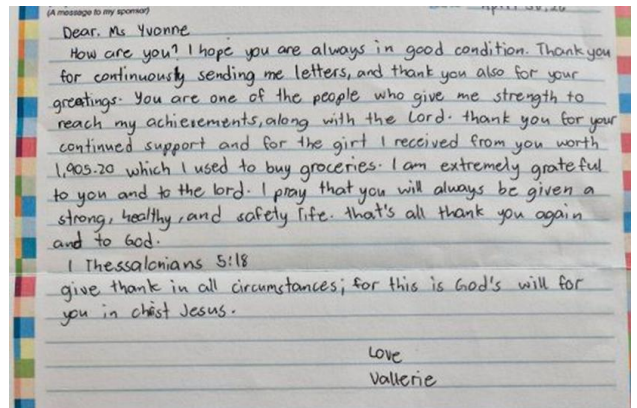 (A message to my sponsor)
Dear. Ms Yvonne
How are you? I hope you are always in good condition. Thank you
for continuously sending me letters, and thank you also for your
greetings. You are one of the people who give me strength to
reach my achievements, along with the Lord. thank you for your
continued support and for the girt I received from you worth
1,905.20 which I used to buy groceries. I am extremely grateful
to you and to the lord. I pray that you will always be given a
strong, healthy, and safety life. that's all thank you again
and to God.
1 Thessalonians 5:18
give thank in all circumstances; for this is God's will for
you in christ Jesus.
Love
Vallerie